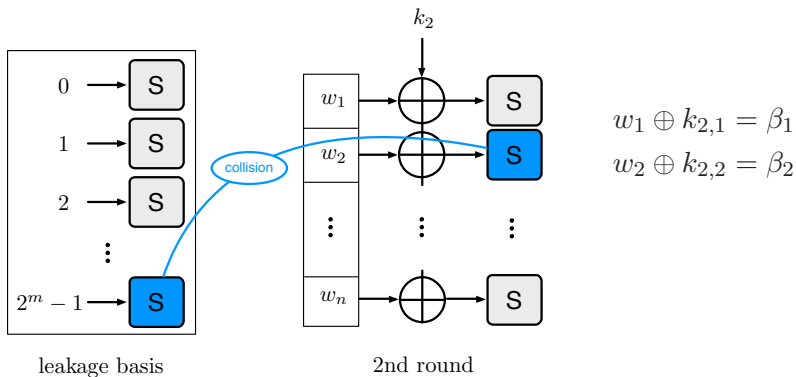 k₂
0
S
1
S
2
S
⋮
2ᵐ − 1
S
leakage basis
collision
w₁
S
w₂
S
⋮
⋮
⋮
wₙ
S
2nd round
w₁ ⊕ k₂,₁ = β₁
w₂ ⊕ k₂,₂ = β₂